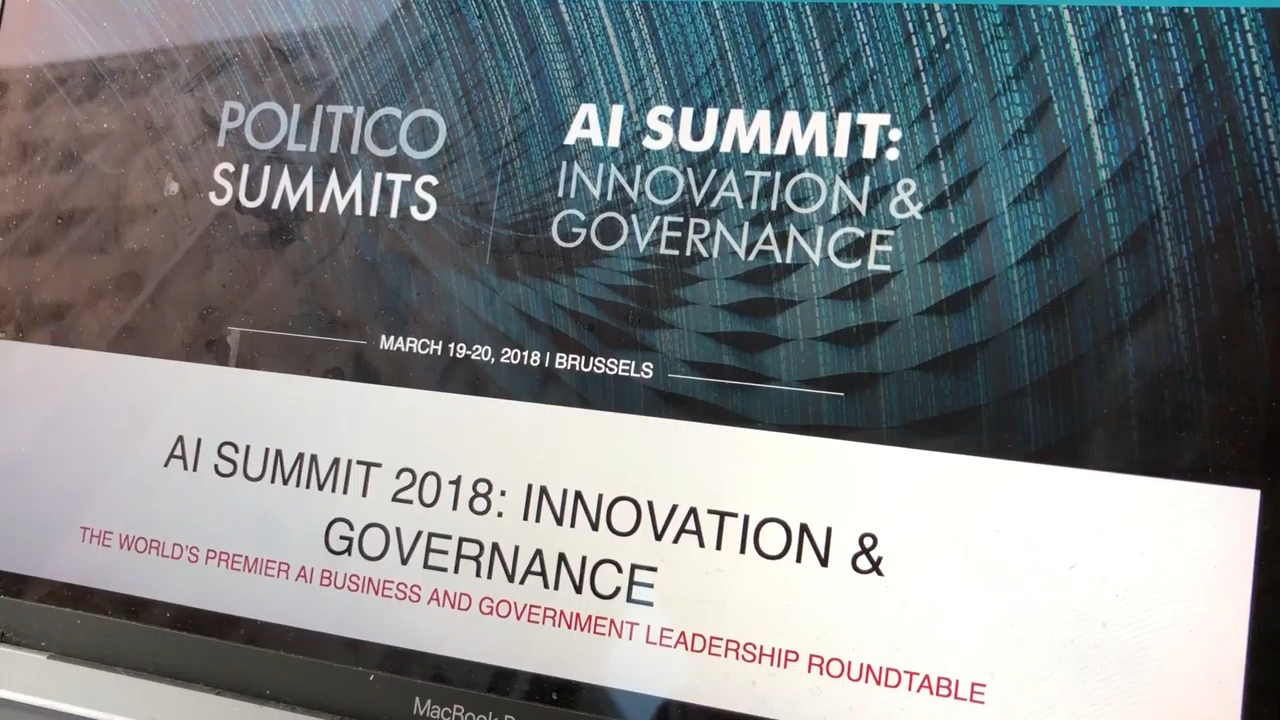 POLITICO
SUMMITS
AI SUMMIT:
INNOVATION &
GOVERNANCE
MARCH 19-20, 2018 | BRUSSELS
AI SUMMIT 2018: INNOVATION &
GOVERNANCE
THE WORLD'S PREMIER AI BUSINESS AND GOVERNMENT LEADERSHIP ROUNDTABLE
MacBook